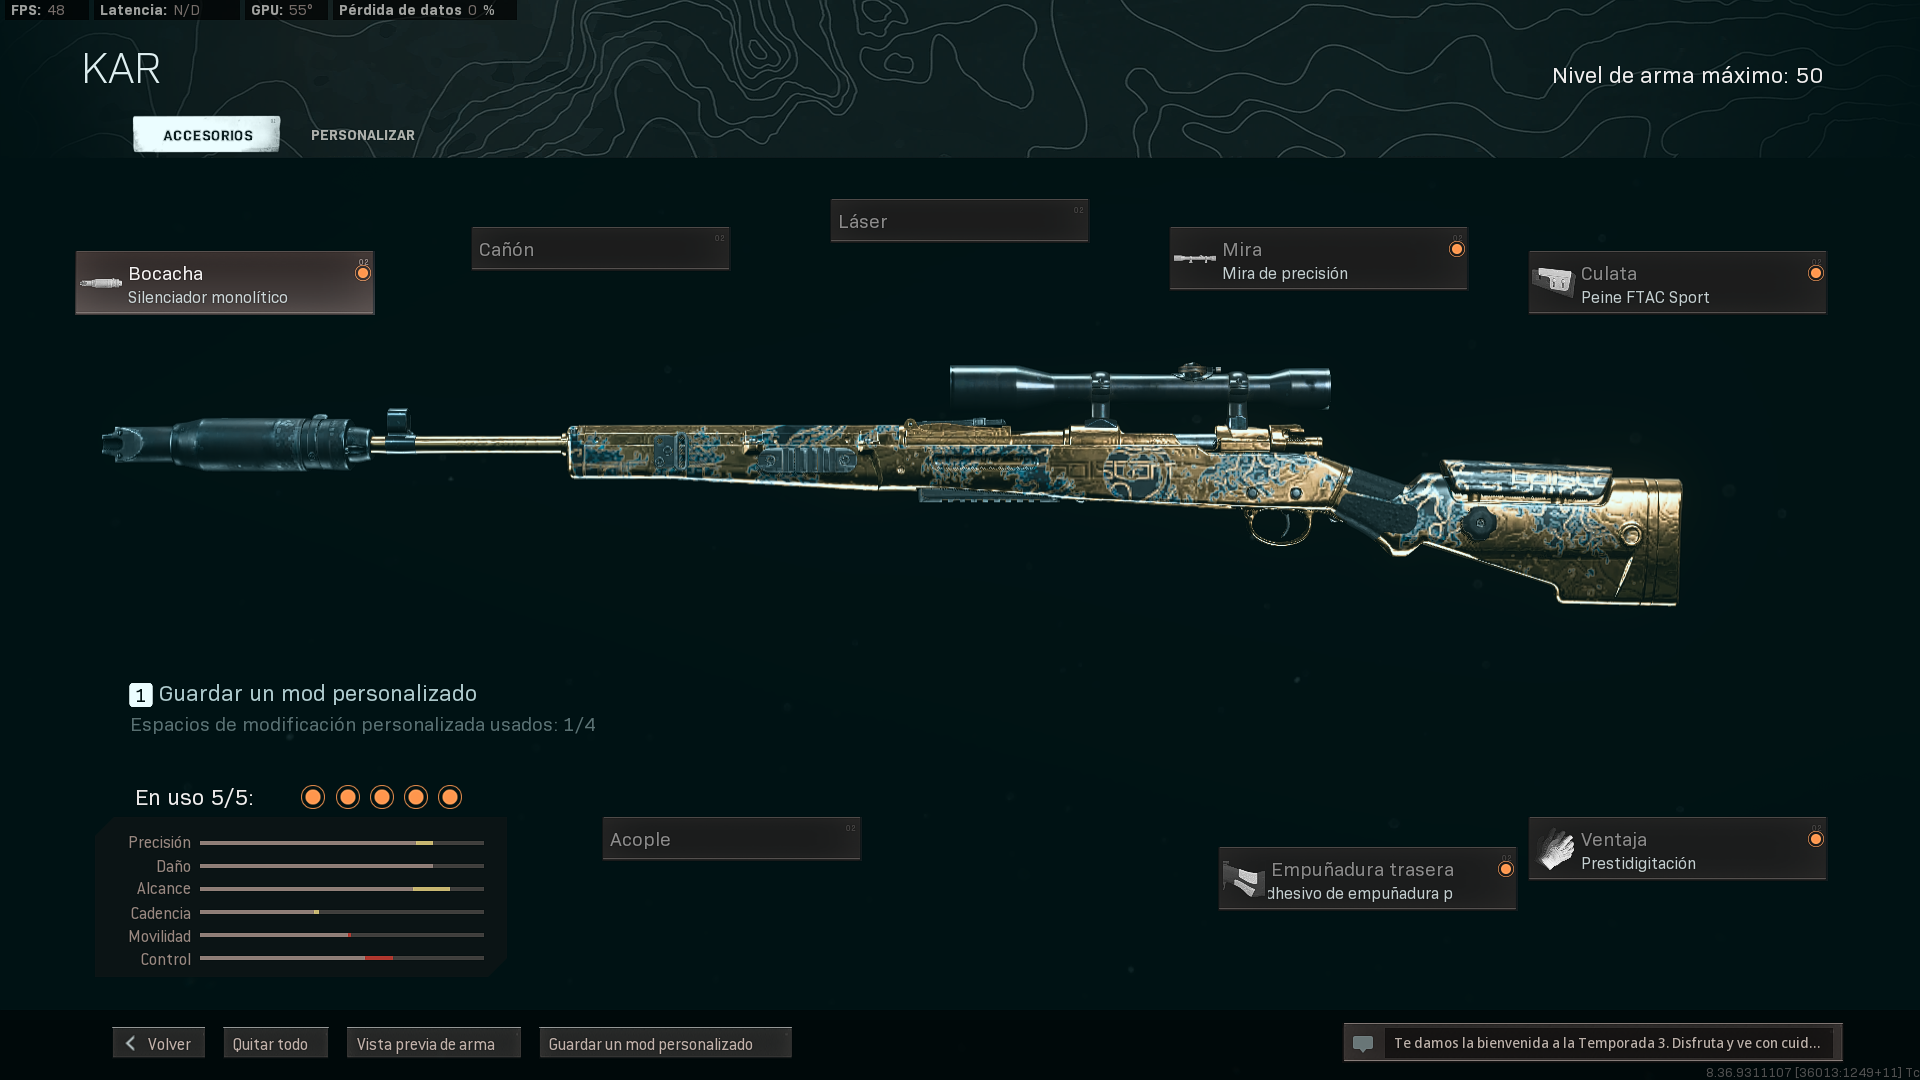 FPS: 48 Latencia: N/D GPU: 55° Pérdida de datos 0 %
KAR
Nivel de arma máximo: 50
ACCESORIOS
PERSONALIZAR
Láser
Cañón
Mira
Mira de precisión
Bocacha
Silenciador monolítico
Culata
Peine FTAC Sport
1 Guardar un mod personalizado
Espacios de modificación personalizada usados: 1/4
En uso 5/5:
Precisión
Daño
Alcance
Cadencia
Movilidad
Control
Acople
Empuñadura trasera
dhesivo de empuñadura p
Ventaja
Prestidigitación
Volver
Quitar todo
Vista previa de arma
Guardar un mod personalizado
Te damos la bienvenida a la Temporada 3. Disfruta y ve con cuid...
8.36.9311107 [36013:1249+11] Tc